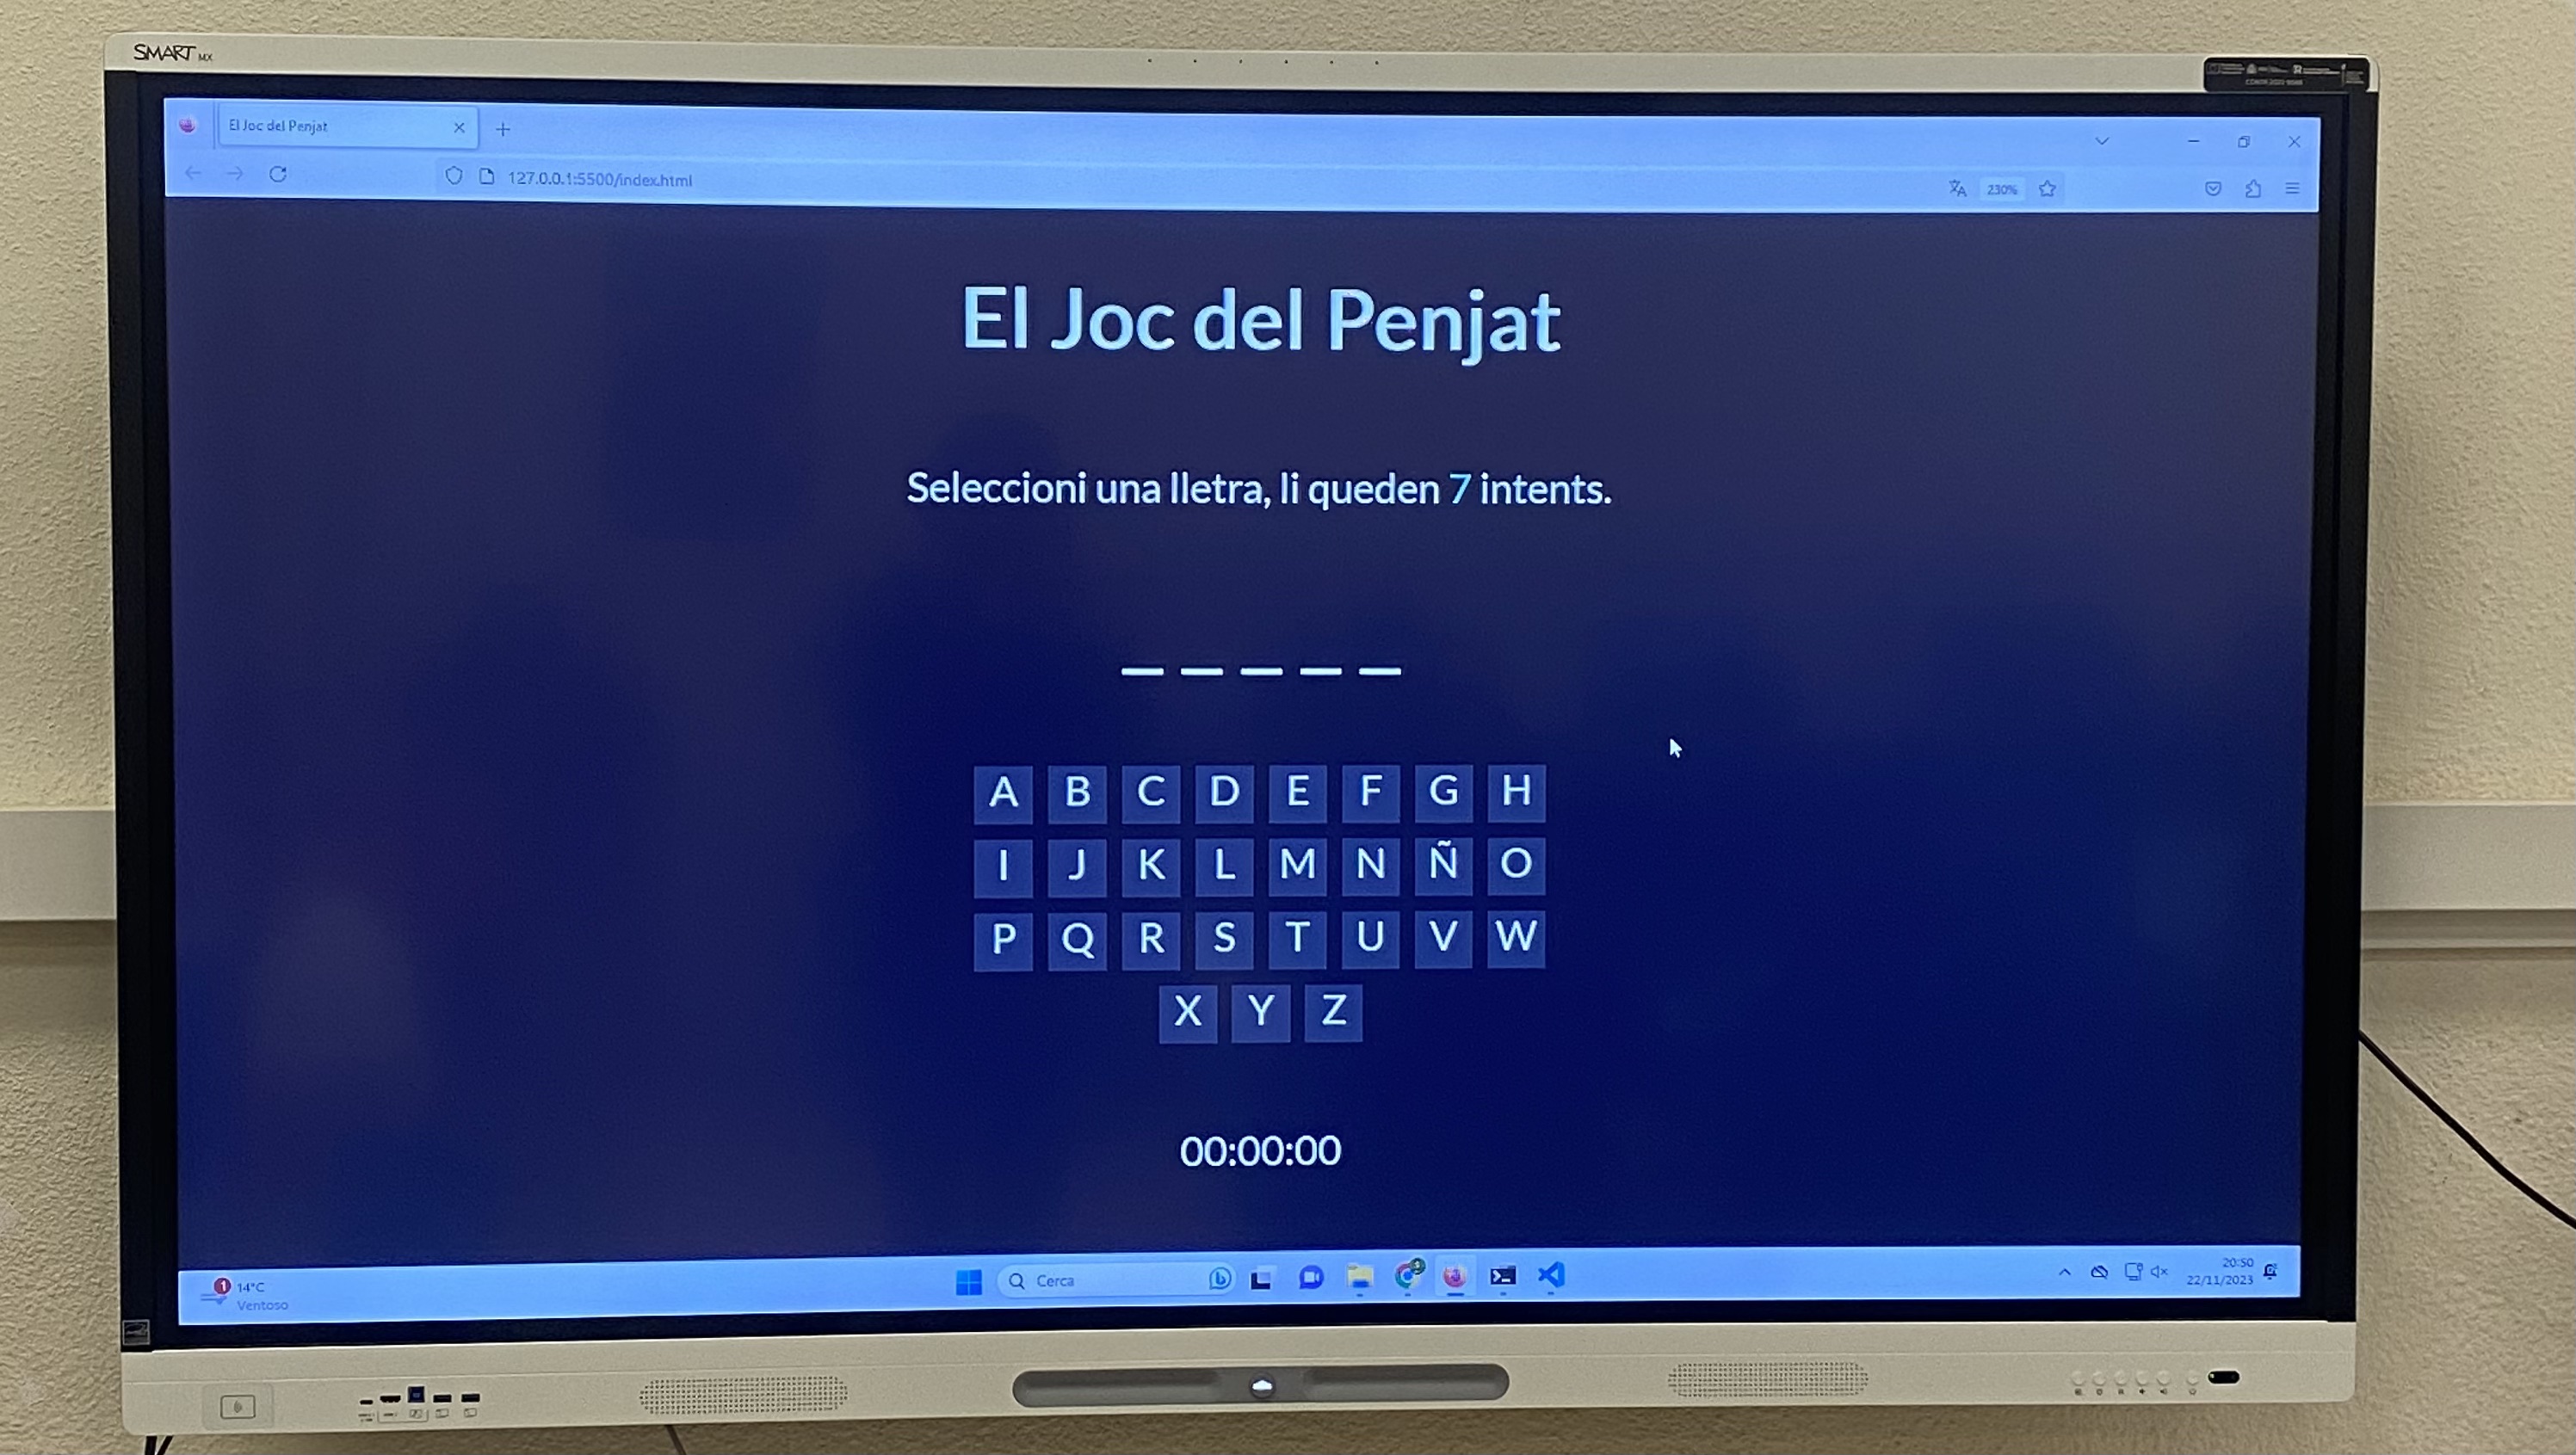 SMART MX
El Joc del Penjat
127.0.0.1:5500/index.html
230%
El Joc del Penjat
Seleccioni una lletra, li queden 7 intents.
_ _ _ _ _
A B C D E F G H
I J K L M N Ñ O
P Q R S T U V W
X Y Z
00:00:00
1
14°C
Ventoso
Cerca
20:50
22/11/2023